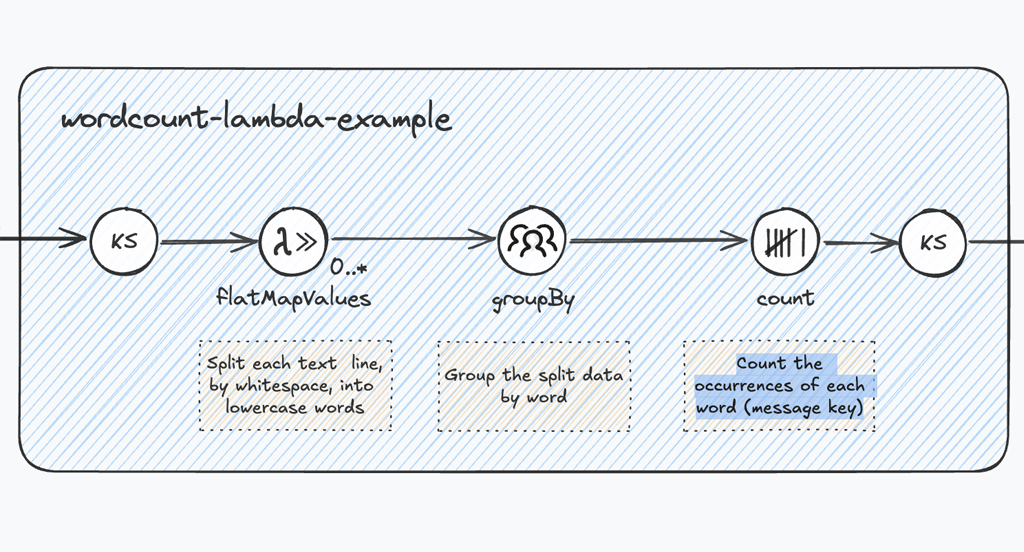 wordcount-lambda-example
KS
λ>>
0..*
KS
flatMapValues
groupBy
count
Split each text line,
by whitespace, into
lowercase words
Group the split data
by word
Count the
occurrences of each
word (message key)